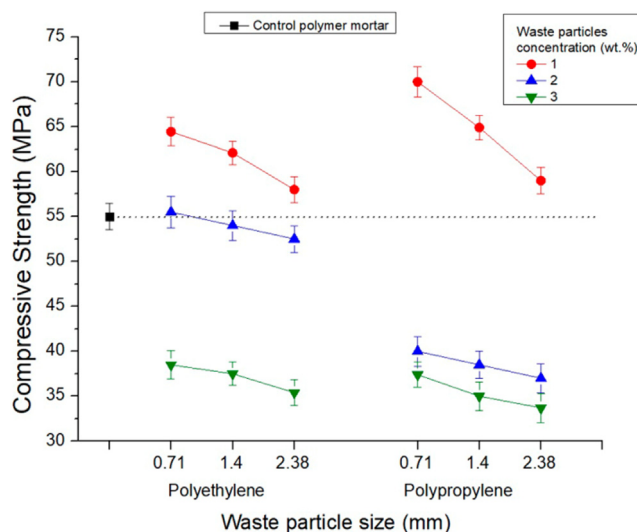 Control polymer mortar
Waste particles
concentration (wt.%)
1
2
3
Compressive Strength (MPa)
75
70
65
60
55
50
45
40
35
30
0.71 1.4 2.38 0.71 1.4 2.38
Polyethylene Polypropylene
Waste particle size (mm)